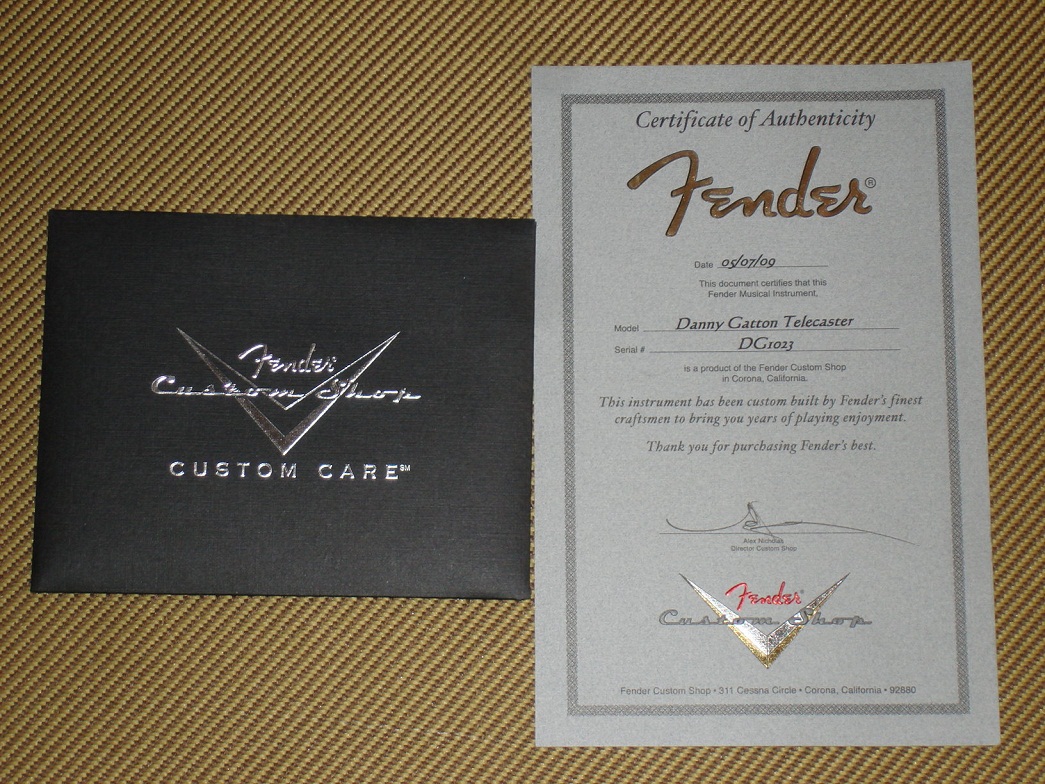 Fender
Custom Shop
CUSTOM CARE℠
Certificate of Authenticity
Fender®
Date 05/07/09
This document certifies that this
Fender Musical Instrument,
Model Danny Gatton Telecaster
Serial # DG1023
is a product of the Fender Custom Shop
in Corona, California.
This instrument has been custom built by Fender's finest
craftsmen to bring you years of playing enjoyment.
Thank you for purchasing Fender's best.
Alex Nicholas
Director Custom Shop
Fender®
Custom Shop
Fender Custom Shop • 311 Cessna Circle • Corona, California • 92880